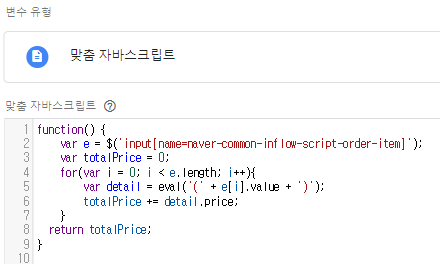 변수 유형
맞춤 자바스크립트
맞춤 자바스크립트 ?
1 function() {
2 var e = $('input[name=naver-common-inflow-script-order-item]');
3 var totalPrice = 0;
4 for(var i = 0; i < e.length; i++){
5 var detail = eval('(' + e[i].value + ')');
6 totalPrice += detail.price;
7 }
8 return totalPrice;
9 }
10